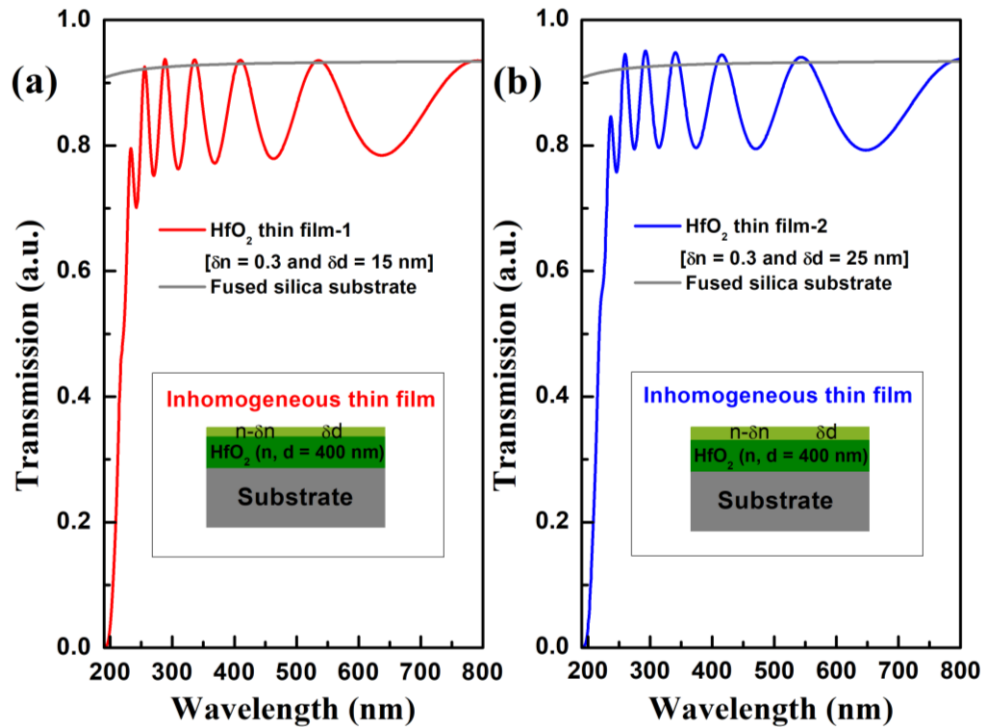 (a)
1.0
0.8
0.6
0.4
0.2
0.0
Transmission (a.u.)
HfO₂ thin film-1
[δn = 0.3 and δd = 15 nm]
Fused silica substrate
Inhomogeneous thin film
n-δn δd
HfO₂ (n, d = 400 nm)
Substrate
200 300 400 500 600 700 800
Wavelength (nm)
(b)
1.0
0.8
0.6
0.4
0.2
0.0
Transmission (a.u.)
HfO₂ thin film-2
[δn = 0.3 and δd = 25 nm]
Fused silica substrate
Inhomogeneous thin film
n-δn δd
HfO₂ (n, d = 400 nm)
Substrate
200 300 400 500 600 700 800
Wavelength (nm)